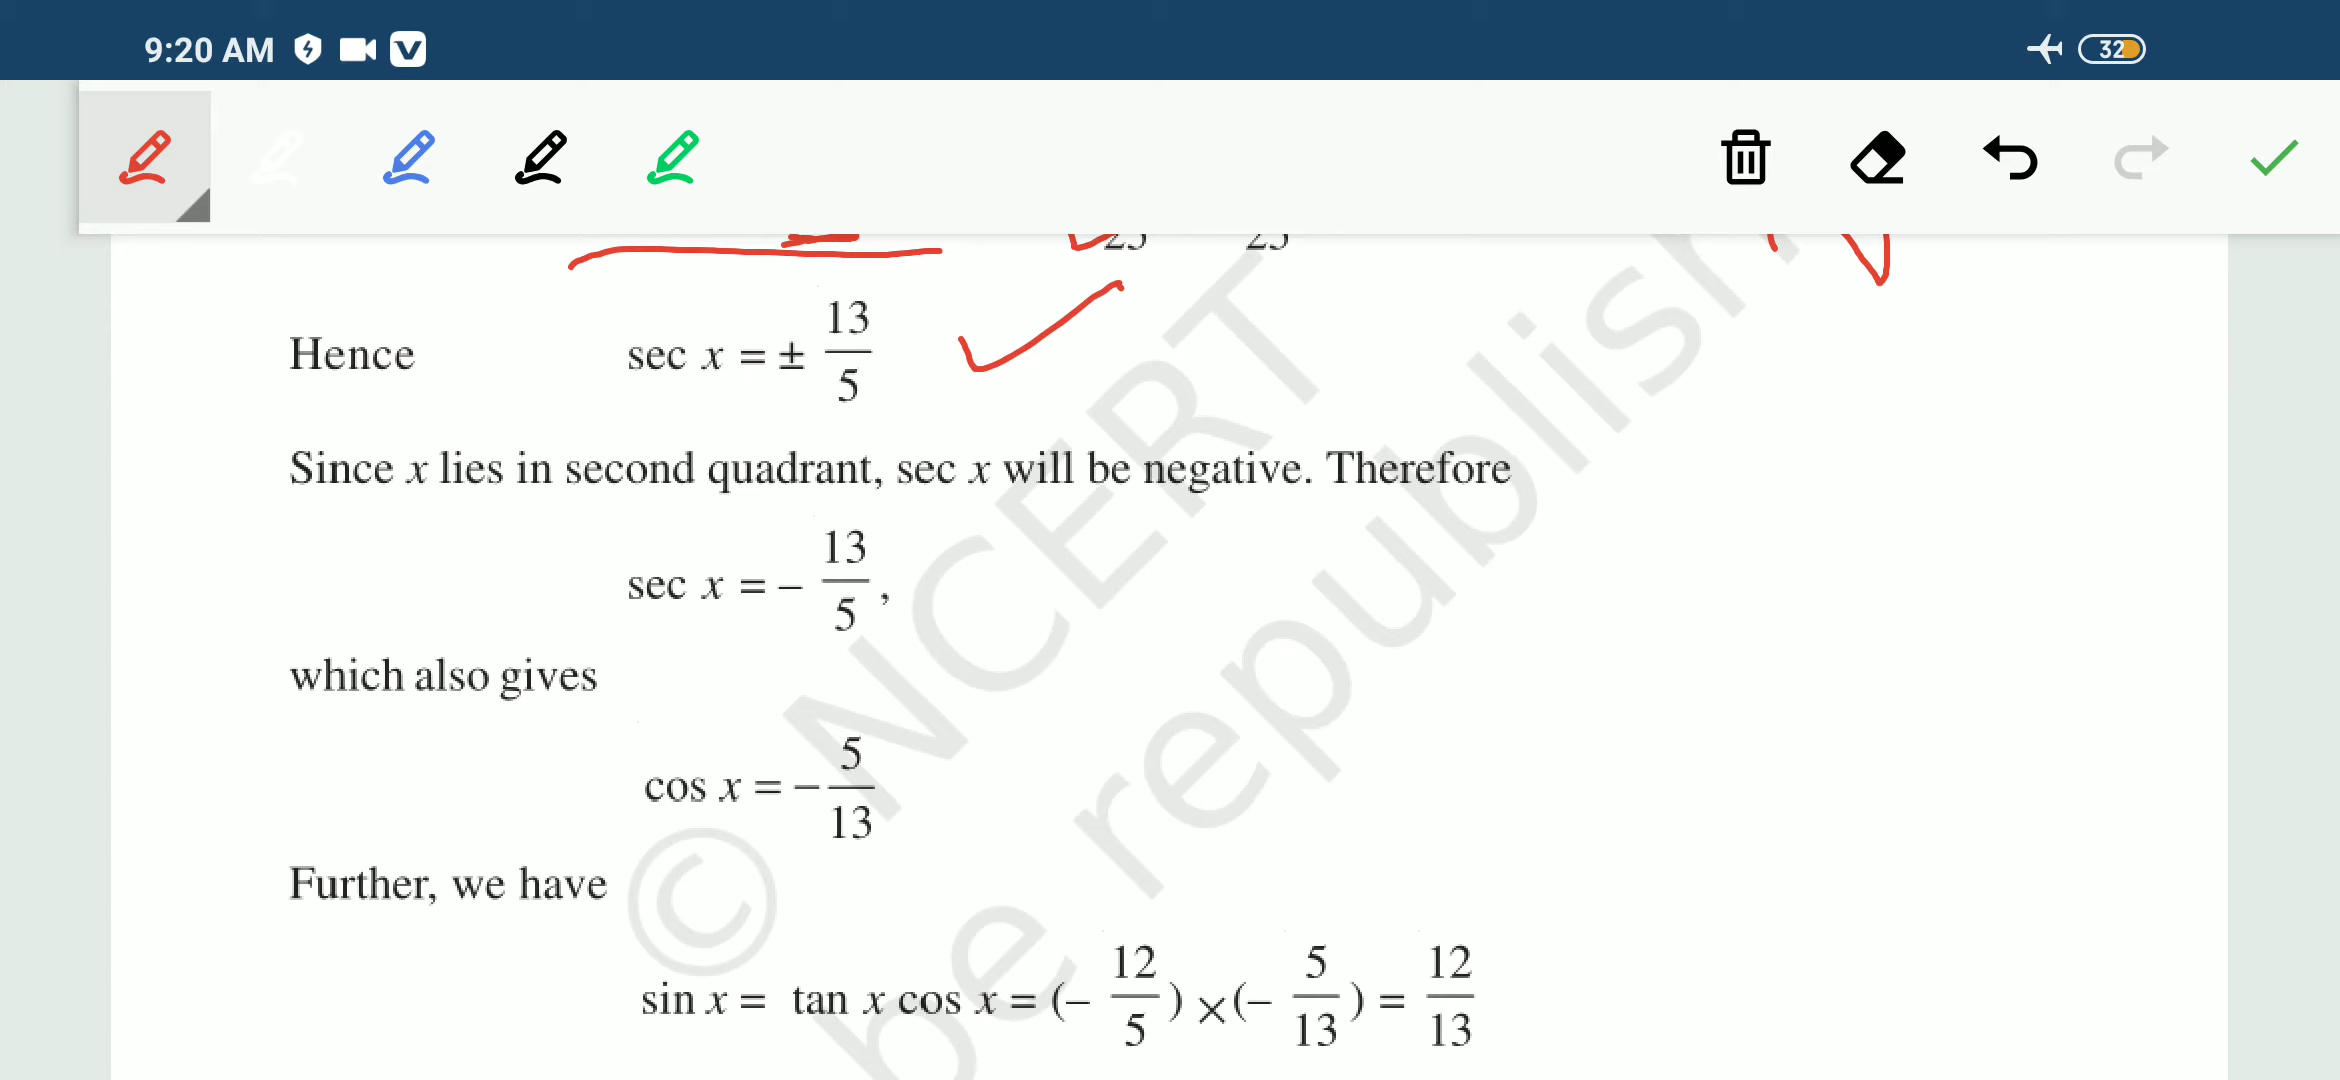 9:20 AM 32
25 25
Hence sec x = ± 13/5
Since x lies in second quadrant, sec x will be negative. Therefore
sec x = – 13/5 ,
which also gives
cos x = – 5/13
Further, we have
sin x = tan x cos x = (– 12/5 ) ×(– 5/13 ) = 12/13
© NCERT
be republish